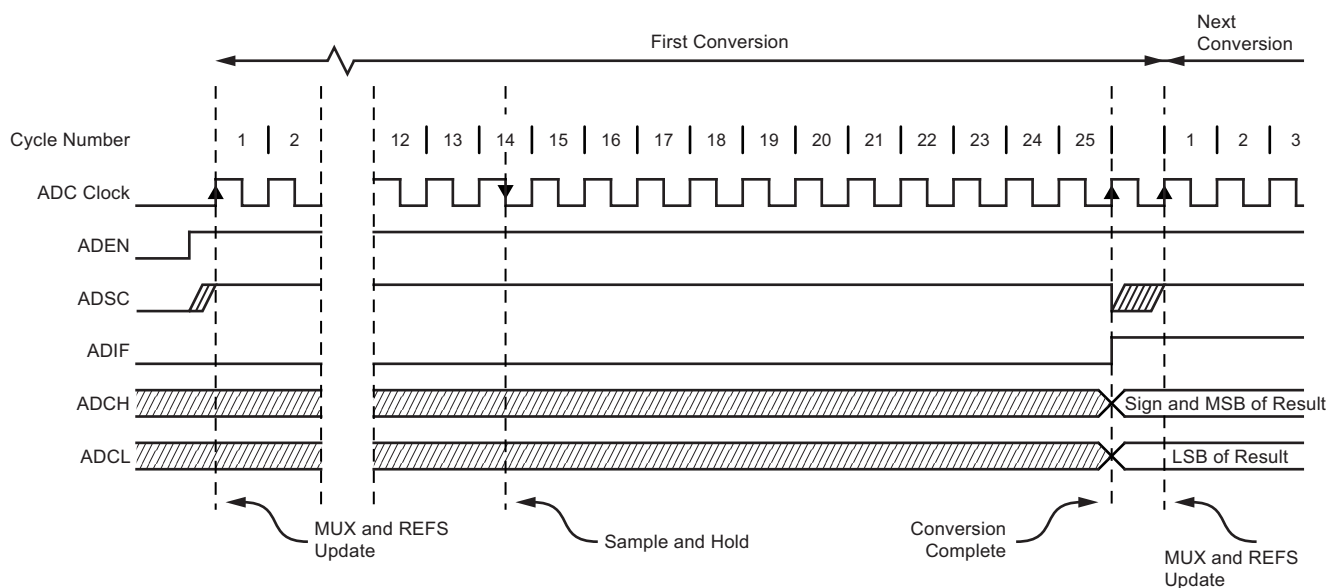 First Conversion
Next
Conversion
Cycle Number 1 2 12 13 14 15 16 17 18 19 20 21 22 23 24 25 1 2 3
ADC Clock
ADEN
ADSC
ADIF
ADCH
Sign and MSB of Result
ADCL
LSB of Result
MUX and REFS
Update
Sample and Hold
Conversion
Complete
MUX and REFS
Update